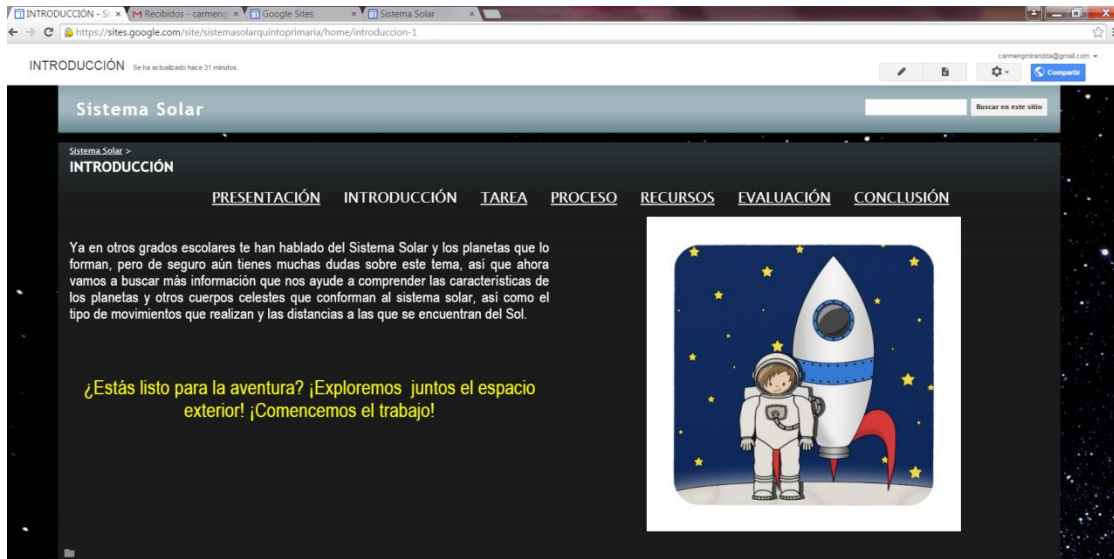 INTRODUCCIÓN - Si
Recibidos - carmeng
Google Sites
Sistema Solar
https://sites.google.com/site/sistemasolarquintoprimaria/home/introduccion-1
carmengmirandda@gmail.com
INTRODUCCIÓN Se ha actualizado hace 31 minutos.
Compartir
Sistema Solar
Buscar en este sitio
Sistema Solar >
INTRODUCCIÓN
PRESENTACIÓN INTRODUCCIÓN TAREA PROCESO RECURSOS EVALUACIÓN CONCLUSIÓN
Ya en otros grados escolares te han hablado del Sistema Solar y los planetas que lo
forman, pero de seguro aún tienes muchas dudas sobre este tema, asi que ahora
vamos a buscar más información que nos ayude a comprender las características de
los planetas y otros cuerpos celestes que conforman al sistema solar, así como el
tipo de movimientos que realizan y las distancias a las que se encuentran del Sol.
¿Estás listo para la aventura? ¡Exploremos juntos el espacio
exterior! ¡Comencemos el trabajo!